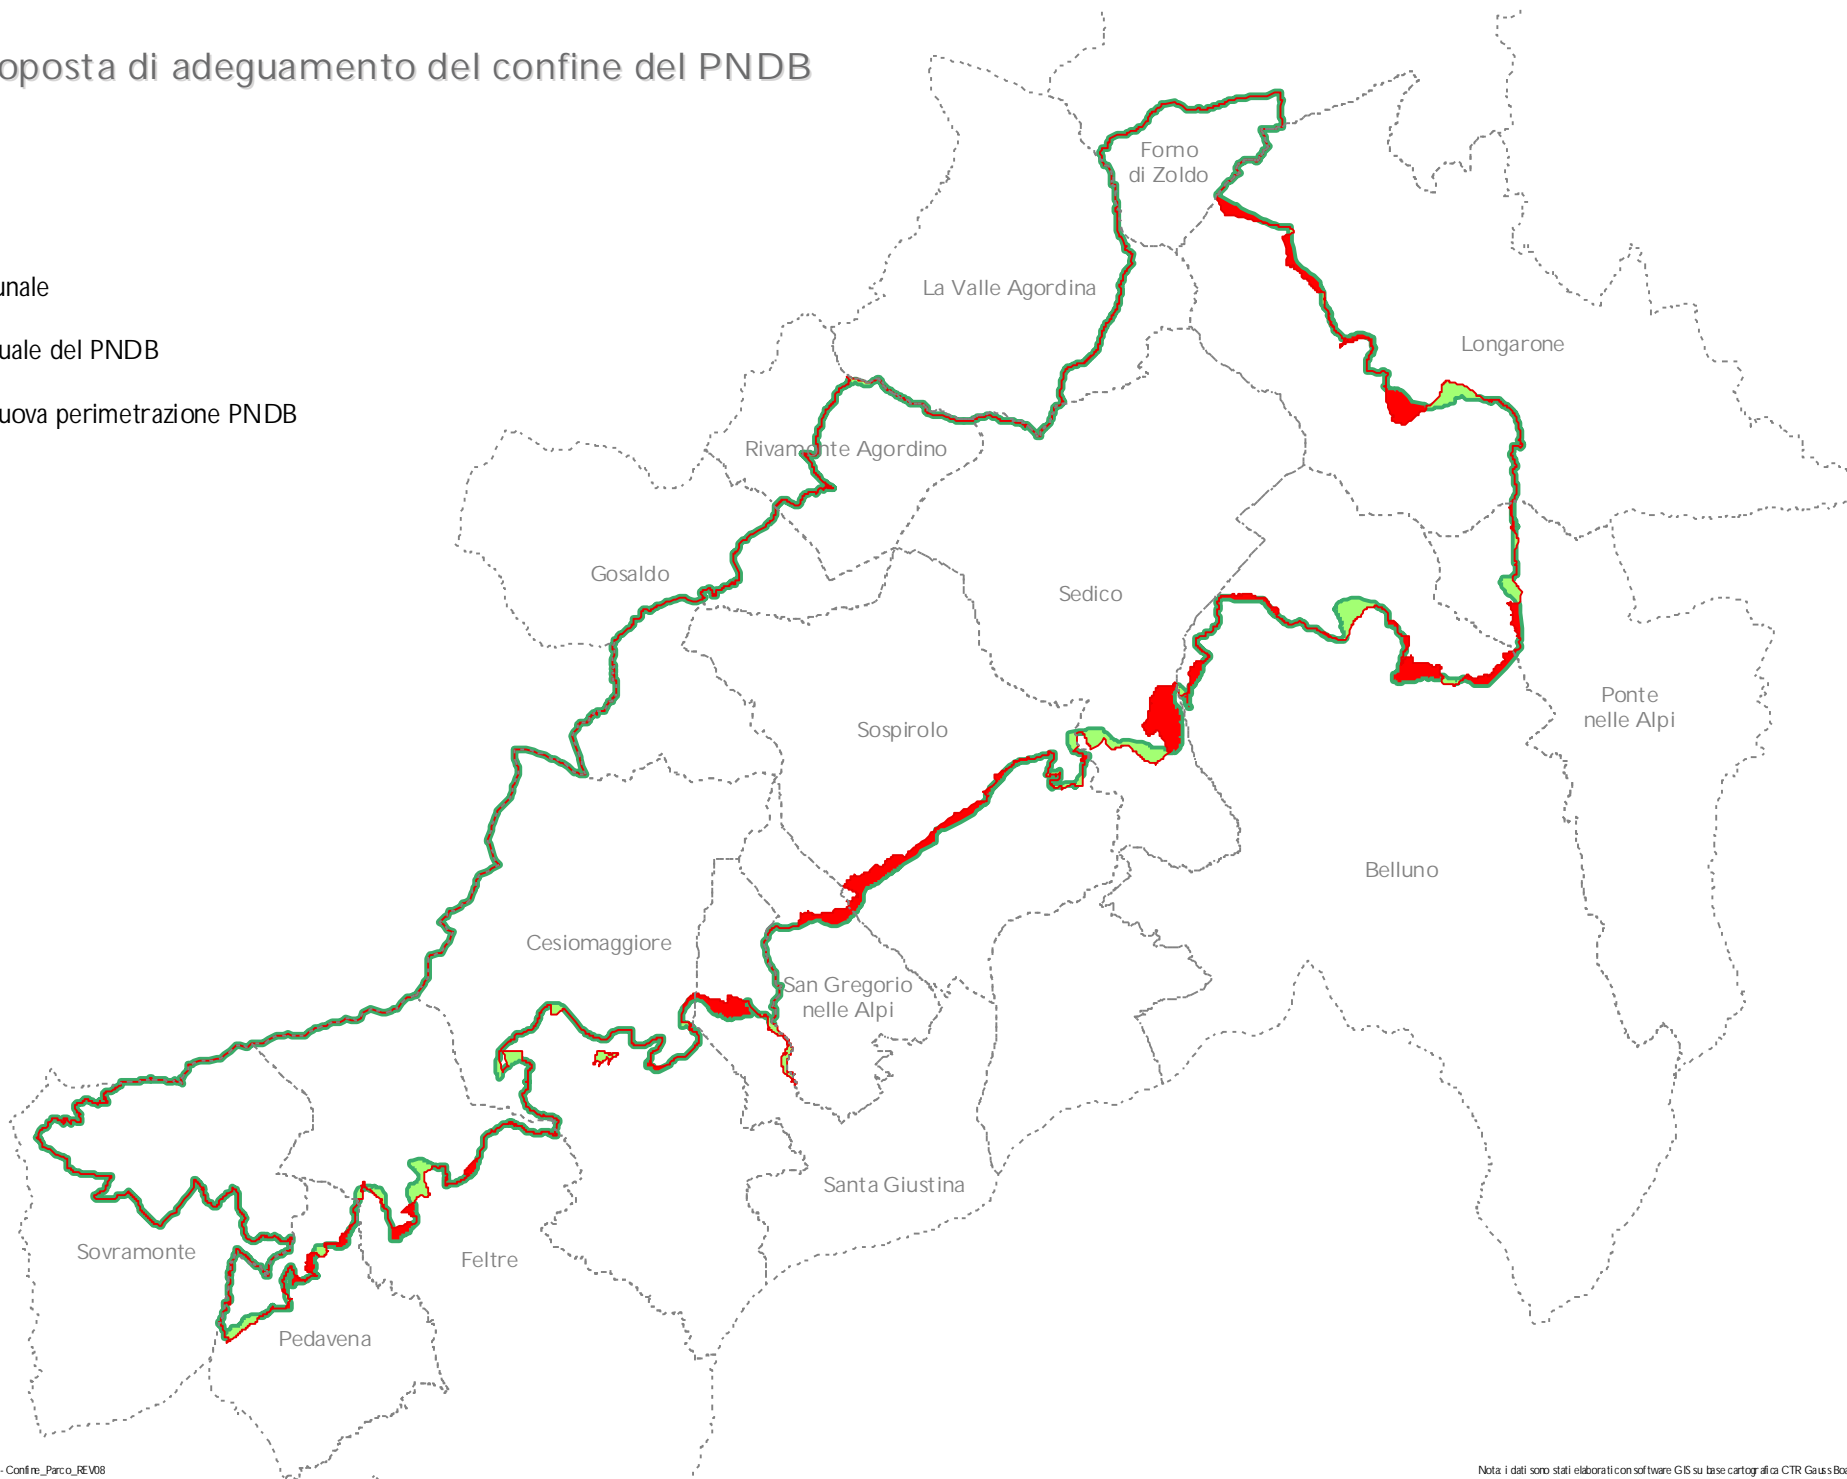 oposta di adeguamento del confine del PNDB
unale
uale del PNDB
uova perimetrazione PNDB
Forno
di Zoldo
La Valle Agordina
Longarone
Rivamonte Agordino
Gosaldo
Sedico
Ponte
nelle Alpi
Sospirolo
Belluno
Cesiomaggiore
San Gregorio
nelle Alpi
Santa Giustina
Sovramonte
Feltre
Pedavena
- Confine_Parco_REV08
Nota: i dati sono stati elaborati con software GIS su base cartografica CTR Gauss Boa